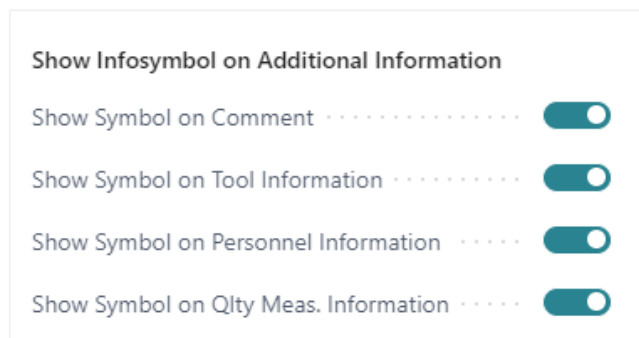 Show Infosymbol on Additional Information
Show Symbol on Comment
Show Symbol on Tool Information
Show Symbol on Personnel Information
Show Symbol on Qlty Meas. Information